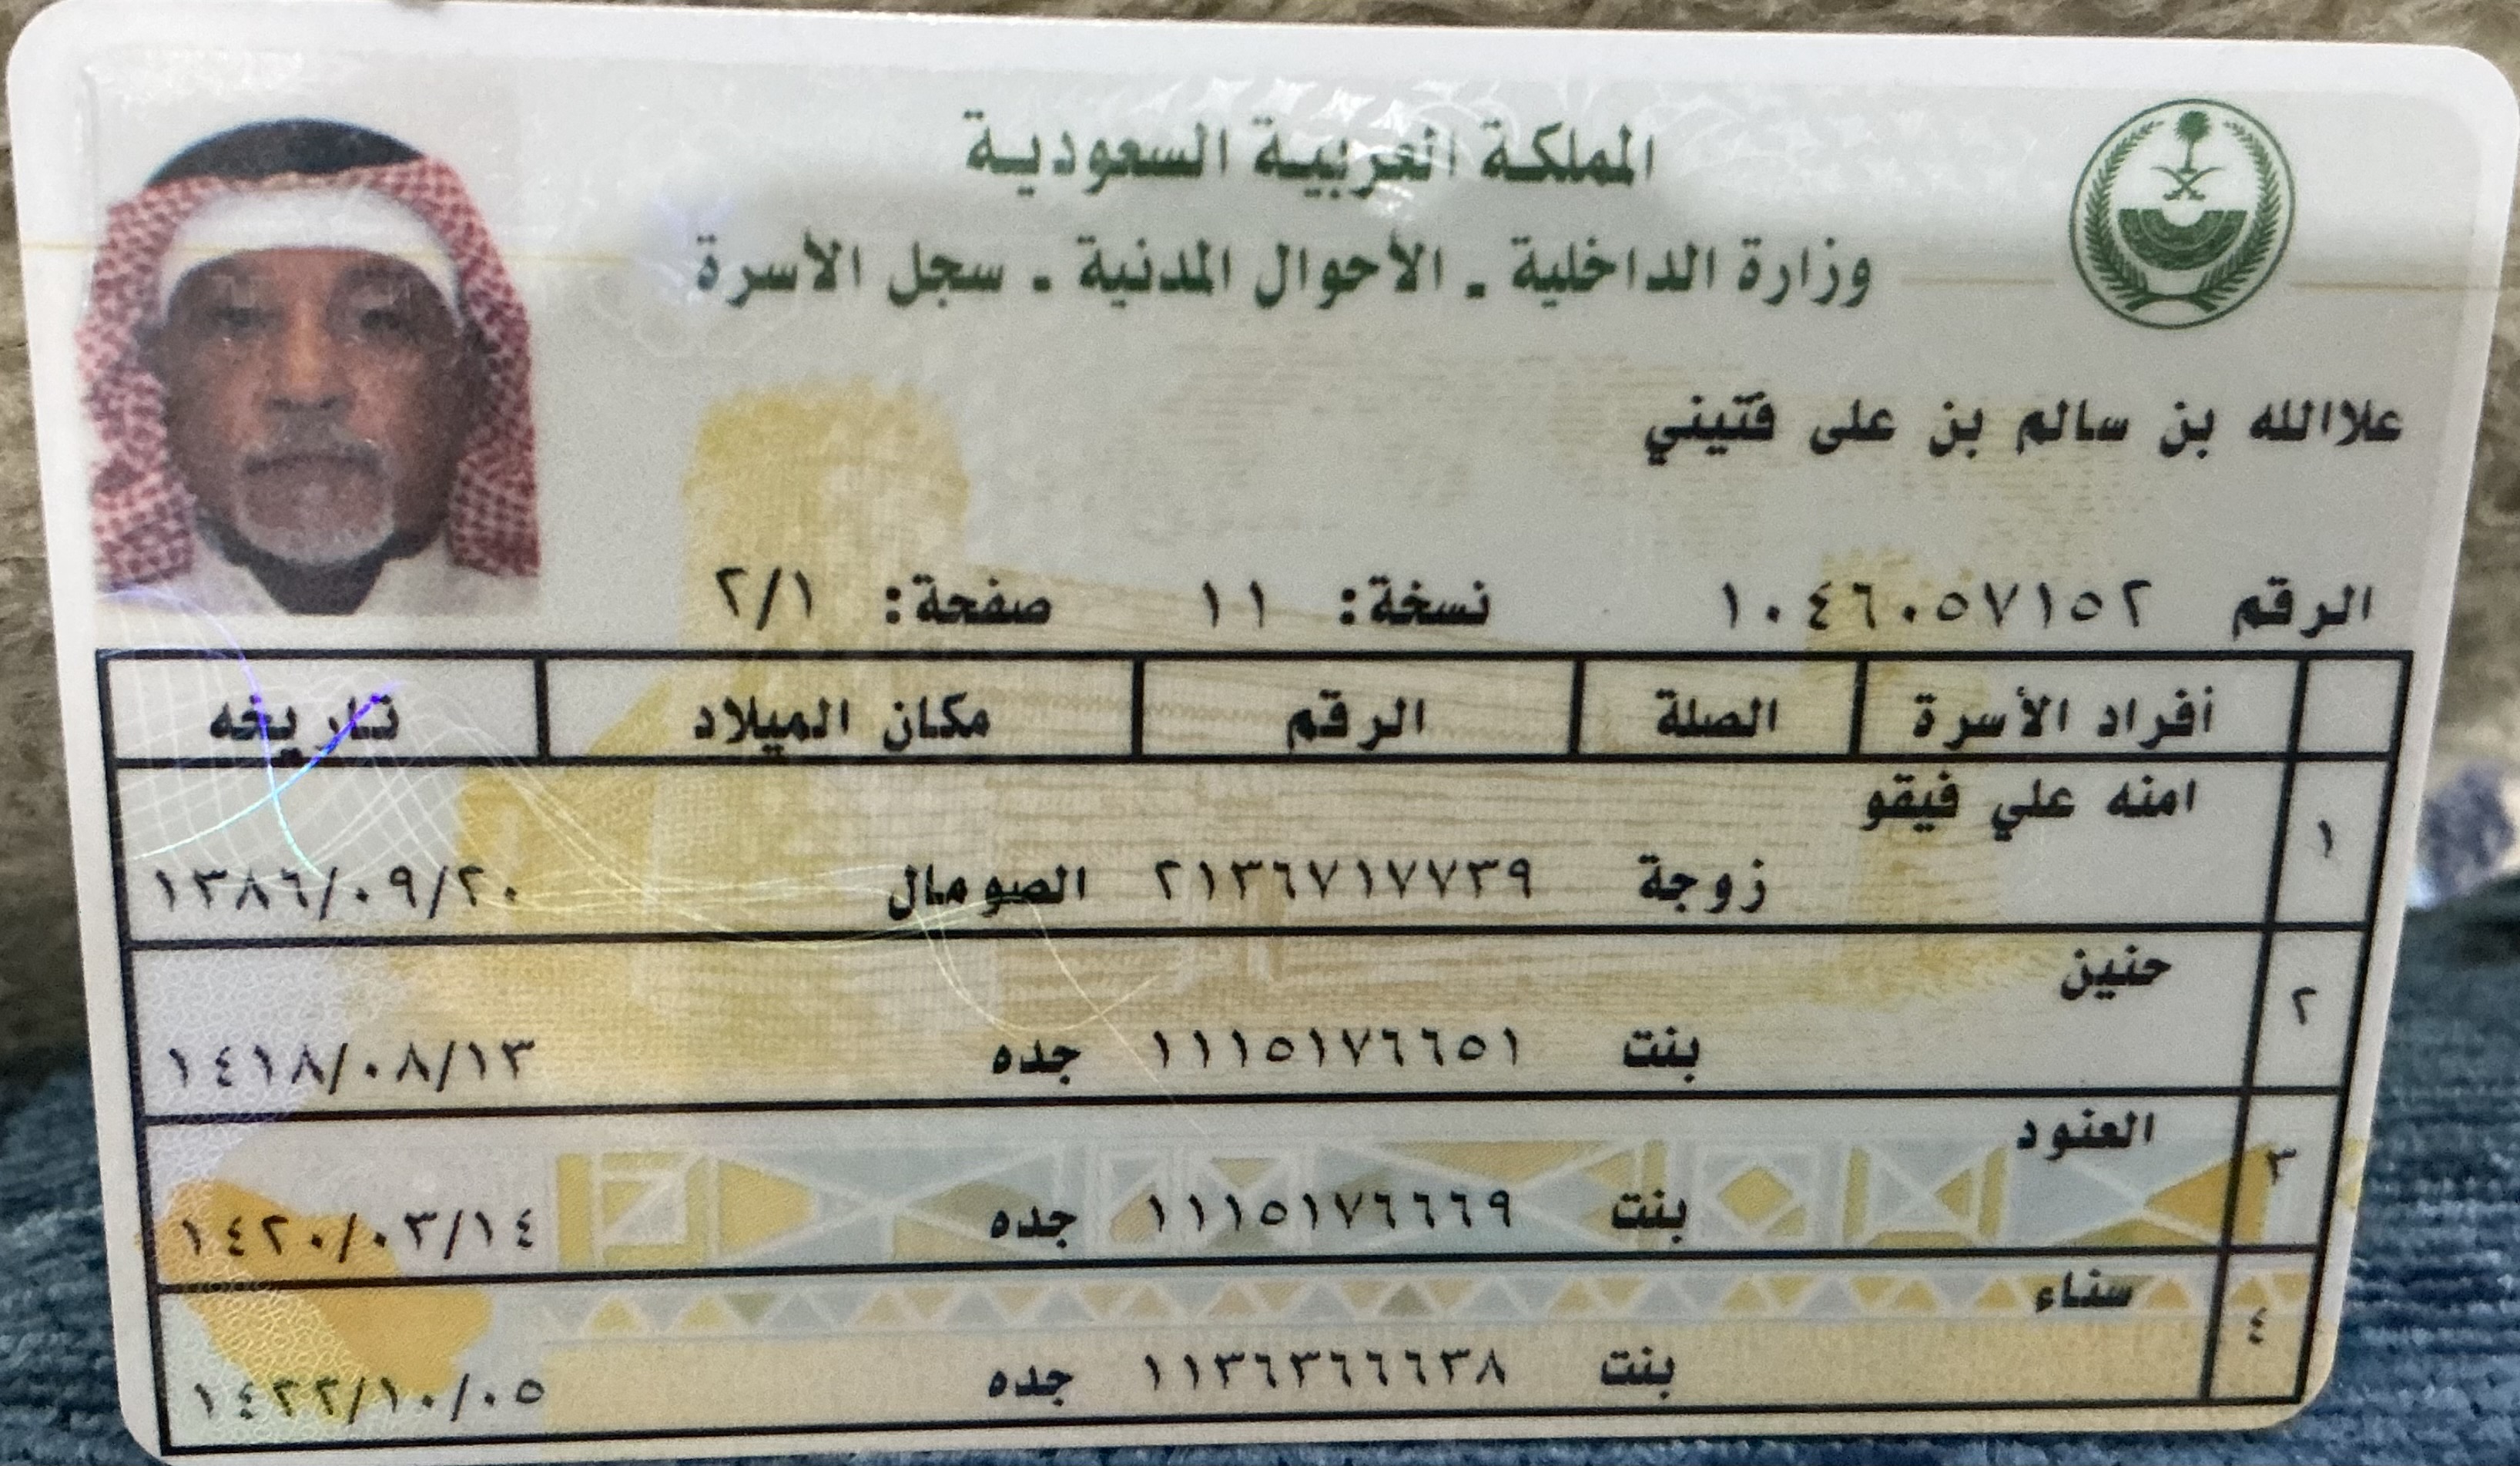 المملكة العربية السعودية
وزارة الداخلية - الأحوال المدنية - سجل الأسرة
علاالله بن سالم بن على فتيني
الرقم ١٠٤٦٠٥٧١٥٢ نسخة: ١١ صفحة: ٢/١
أفراد الأسرة الصلة الرقم مكان الميلاد تاريخه
١ امنه علي فيقو
زوجة ٢١٣٦٧١٧٧٣٩ الصومال ١٣٨٦/٠٩/٢٠
٢ حنين
بنت ١١١٥١٧٦٦٥١ جده ١٤١٨/٠٨/١٣
٣ العنود
بنت ١١١٥١٧٦٦٦٩ جده ١٤٢٠/٠٣/١٤
٤ سناء
بنت ١١٣٦٣٦٦٦٣٨ جده ١٤٢٢/١٠/٠٥